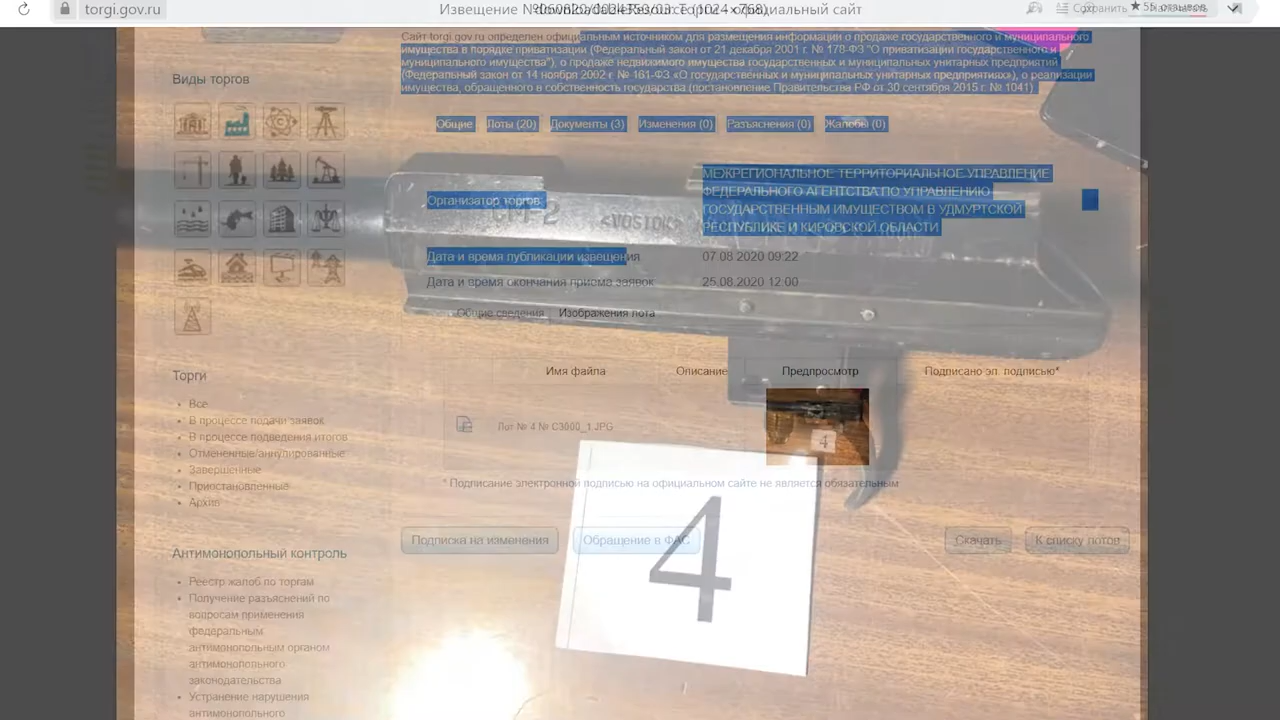 torgi.gov.ru
официальный сайт
★ 55 отзывов
Сохранить
Сайт torgi.gov.ru определен официальным источником для размещения информации о продаже государственного и муниципального
имущества в порядке приватизации (Федеральный закон от 21 декабря 2001 г. № 178-ФЗ "О приватизации государственного и
муниципального имущества"), о продаже недвижимого имущества государственных и муниципальных унитарных предприятий
(Федеральный закон от 14 ноября 2002 г. № 161-ФЗ «О государственных и муниципальных унитарных предприятиях»), о реализации
имущества, обращенного в собственность государства (постановление Правительства РФ от 30 сентября 2015 г. № 1041)
Виды торгов
Общие Лоты (20) Документы (3) Изменения (0) Разъяснения (0) Жалобы (0)
Организатор торгов:
МЕЖРЕГИОНАЛЬНОЕ ТЕРРИТОРИАЛЬНОЕ УПРАВЛЕНИЕ
ФЕДЕРАЛЬНОГО АГЕНТСТВА ПО УПРАВЛЕНИЮ
ГОСУДАРСТВЕННЫМ ИМУЩЕСТВОМ В УДМУРТСКОЙ
РЕСПУБЛИКЕ И КИРОВСКОЙ ОБЛАСТИ
Дата и время публикации извещения 07.08.2020 09:22
Дата и время окончания приема заявок 25.08.2020 12:00
Общие сведения Изображения лота
Имя файла Описание Предпросмотр Подписано эл. подписью*
Лот № 4 № С3000_1.JPG
4
* Подписание электронной подписью на официальном сайте не является обязательным
Подписка на изменения Обращение в ФАС Скачать К списку лотов
4
Торги
Все
В процессе подачи заявок
В процессе подведения итогов
Отмененные/аннулированные
Завершенные
Приостановленные
Архив
Антимонопольный контроль
Реестр жалоб по торгам
Получение разъяснений по
вопросам применения
федеральным
антимонопольным органом
антимонопольного
законодательства
Устранение нарушения
антимонопольного